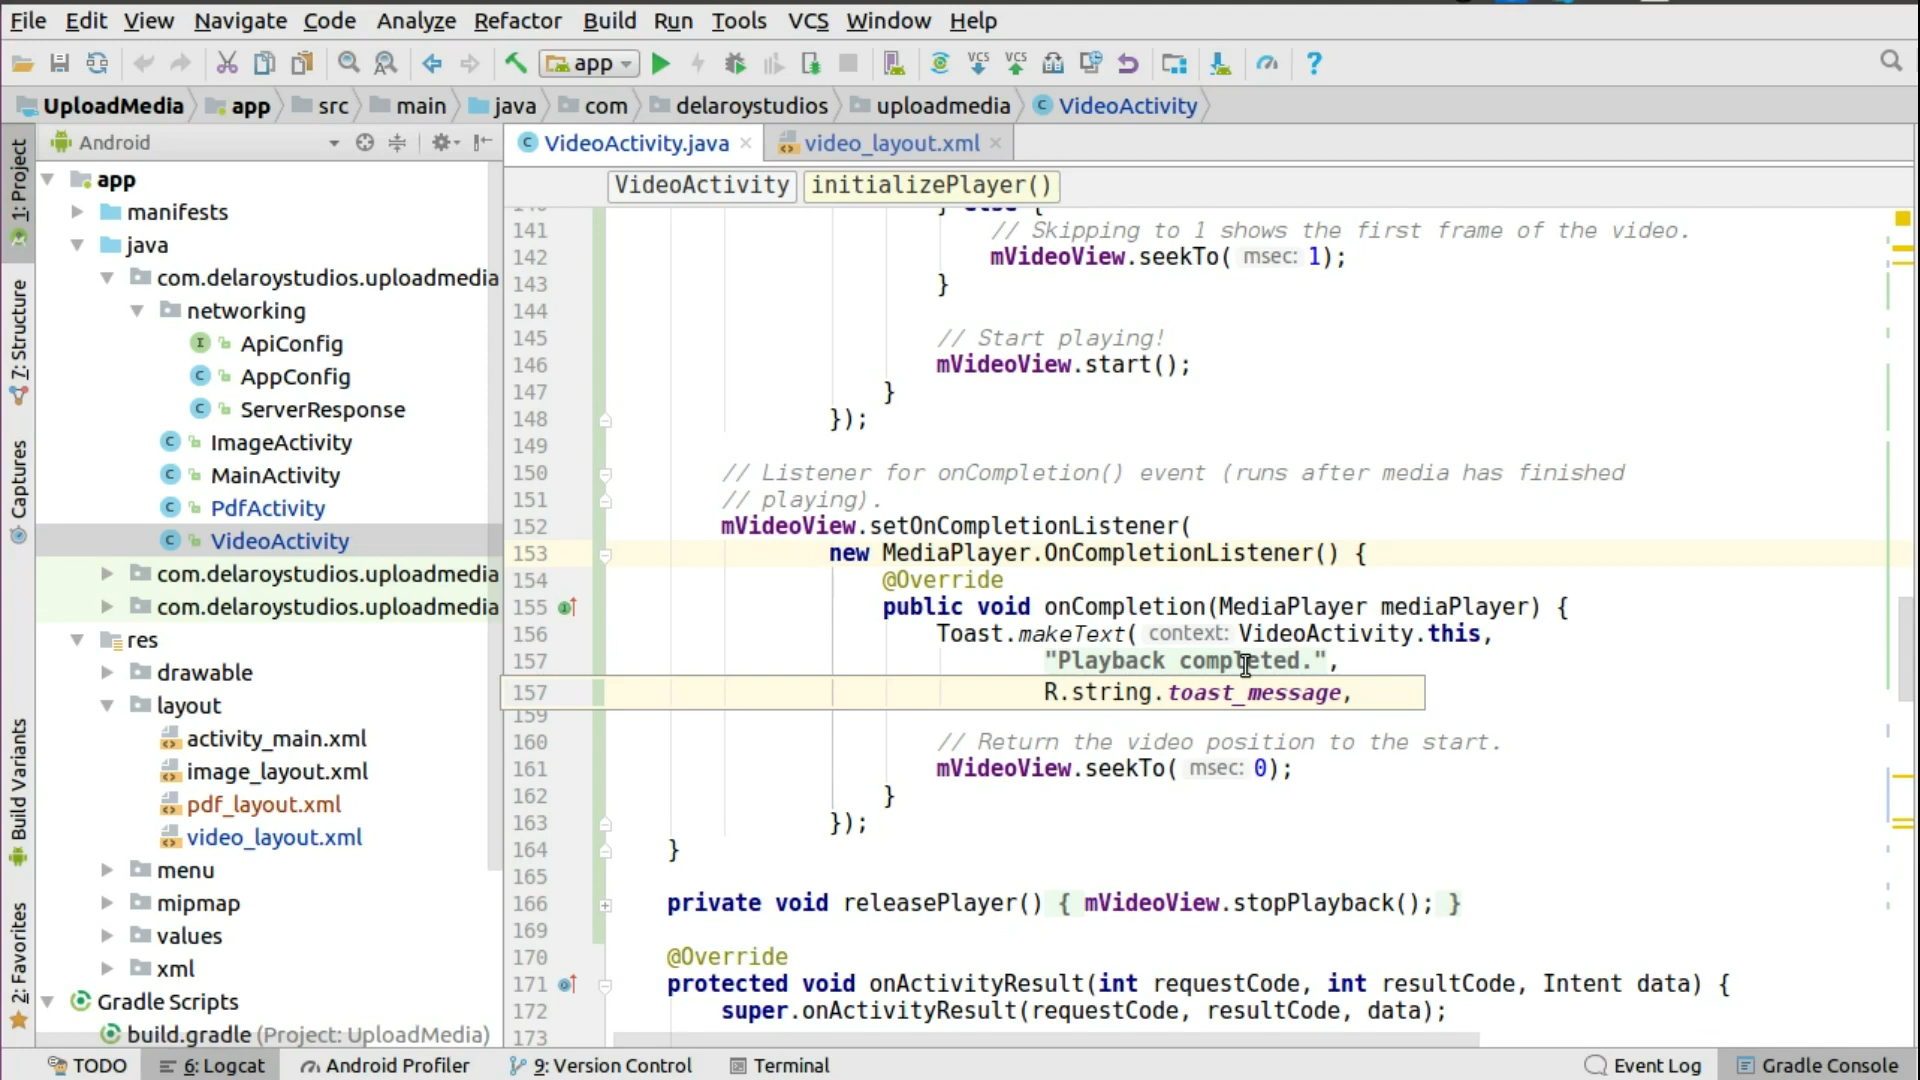 File Edit View Navigate Code Analyze Refactor Build Run Tools VCS Window Help
app VCS VCS ?
UploadMedia app src main java com delaroystudios uploadmedia VideoActivity
Android VideoActivity.java video_layout.xml
VideoActivity initializePlayer()
1: Project
7: Structure
Captures
Build Variants
2: Favorites
app
manifests
java
com.delaroystudios.uploadmedia
networking
ApiConfig
AppConfig
ServerResponse
ImageActivity
MainActivity
PdfActivity
VideoActivity
com.delaroystudios.uploadmedia
com.delaroystudios.uploadmedia
res
drawable
layout
activity_main.xml
image_layout.xml
pdf_layout.xml
video_layout.xml
menu
mipmap
values
xml
Gradle Scripts
build.gradle (Project: UploadMedia)
} else {
141 // Skipping to 1 shows the first frame of the video.
142 mVideoView.seekTo( msec: 1);
143 }
144
145 // Start playing!
146 mVideoView.start();
147 }
148 });
149
150 // Listener for onCompletion() event (runs after media has finished
151 // playing).
152 mVideoView.setOnCompletionListener(
153 new MediaPlayer.OnCompletionListener() {
154 @Override
155 public void onCompletion(MediaPlayer mediaPlayer) {
156 Toast.makeText( context: VideoActivity.this,
157 "Playback completed.",
157 R.string.toast_message,
159
160 // Return the video position to the start.
161 mVideoView.seekTo( msec: 0);
162 }
163 });
164 }
165
166 private void releasePlayer() { mVideoView.stopPlayback(); }
169
170 @Override
171 protected void onActivityResult(int requestCode, int resultCode, Intent data) {
172 super.onActivityResult(requestCode, resultCode, data);
173
TODO 6: Logcat Android Profiler 9: Version Control Terminal Event Log Gradle Console